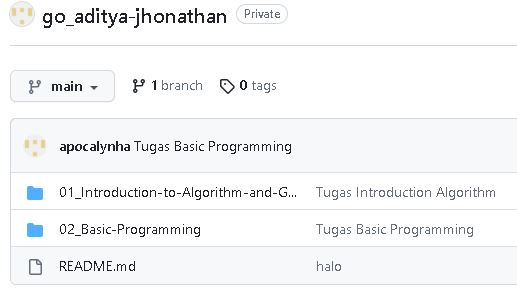 go_aditya-jhonathan Private
main 1 branch 0 tags
apocalynha Tugas Basic Programming
01_Introduction-to-Algorithm-and-G... Tugas Introduction Algorithm
02_Basic-Programming Tugas Basic Programming
README.md halo